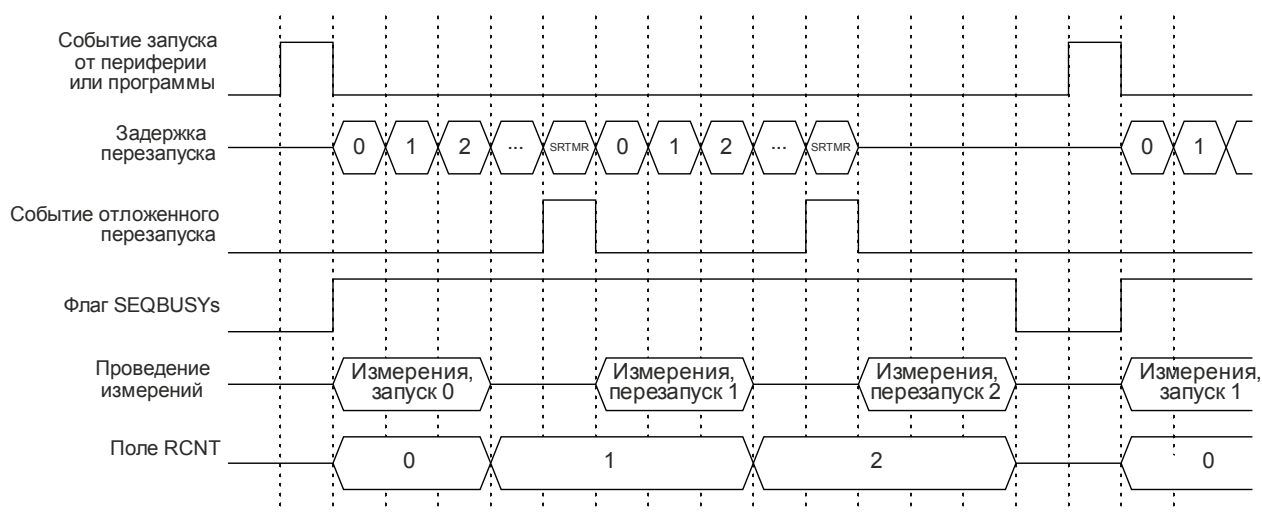 Событие запуска
от периферии
или программы
Задержка
перезапуска
0 1 2 ... SRTMR 0 1 2 ... SRTMR 0 1
Событие отложенного
перезапуска
Флаг SEQBUSYs
Проведение
измерений
Измерения,
запуск 0
Измерения,
перезапуск 1
Измерения,
перезапуск 2
Измерения,
запуск 1
Поле RCNT
0 1 2 0